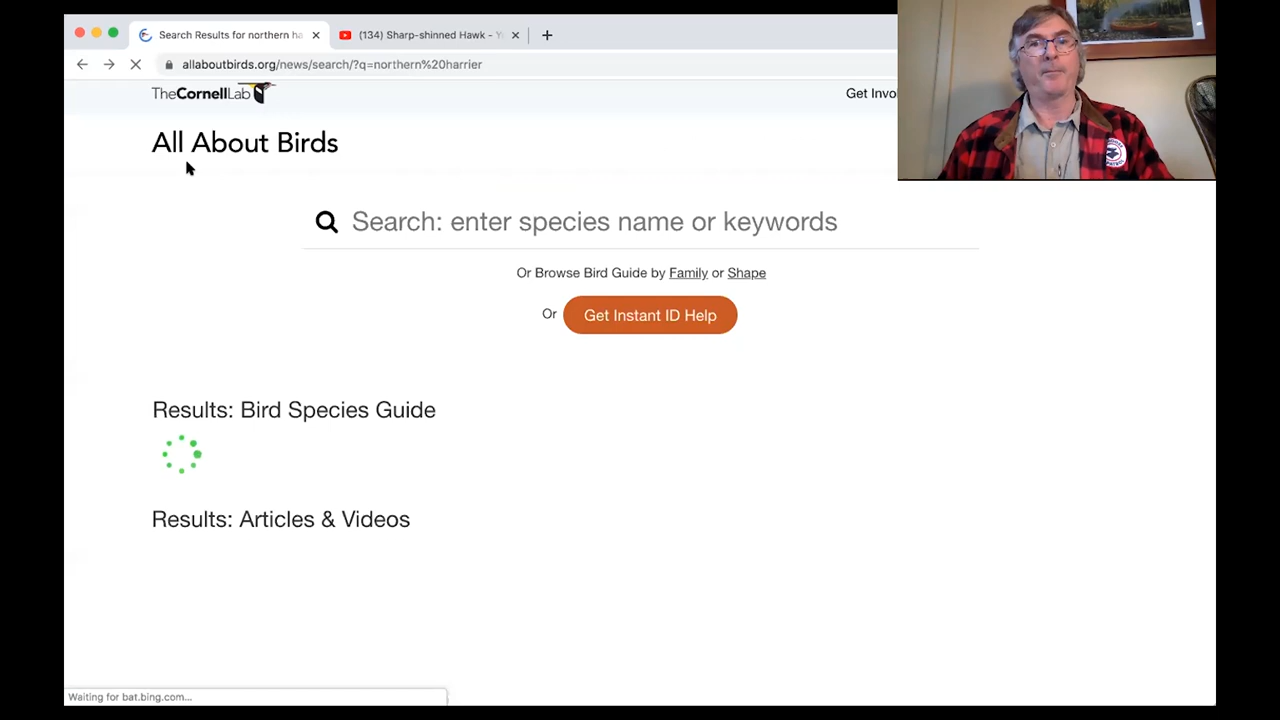 Search Results for northern ha
(134) Sharp-shinned Hawk - Y
allaboutbirds.org/news/search/?q=northern%20harrier
TheCornellLab
Get Invo
All About Birds
Search: enter species name or keywords
Or Browse Bird Guide by Family or Shape
Or Get Instant ID Help
Results: Bird Species Guide
Results: Articles & Videos
Waiting for bat.bing.com...